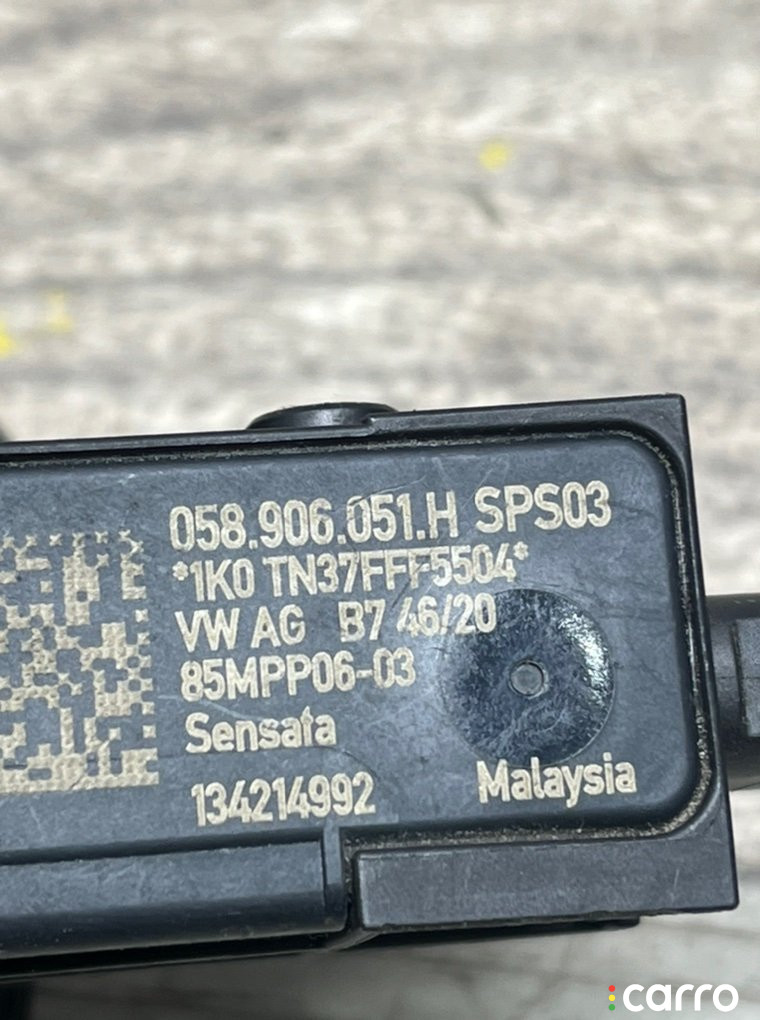 058.906.051.H SPS03
*1K0 TN37FFF5504*
VW AG B7 46/20
85MPP06-03
Sensata
134214992 Malaysia
carro